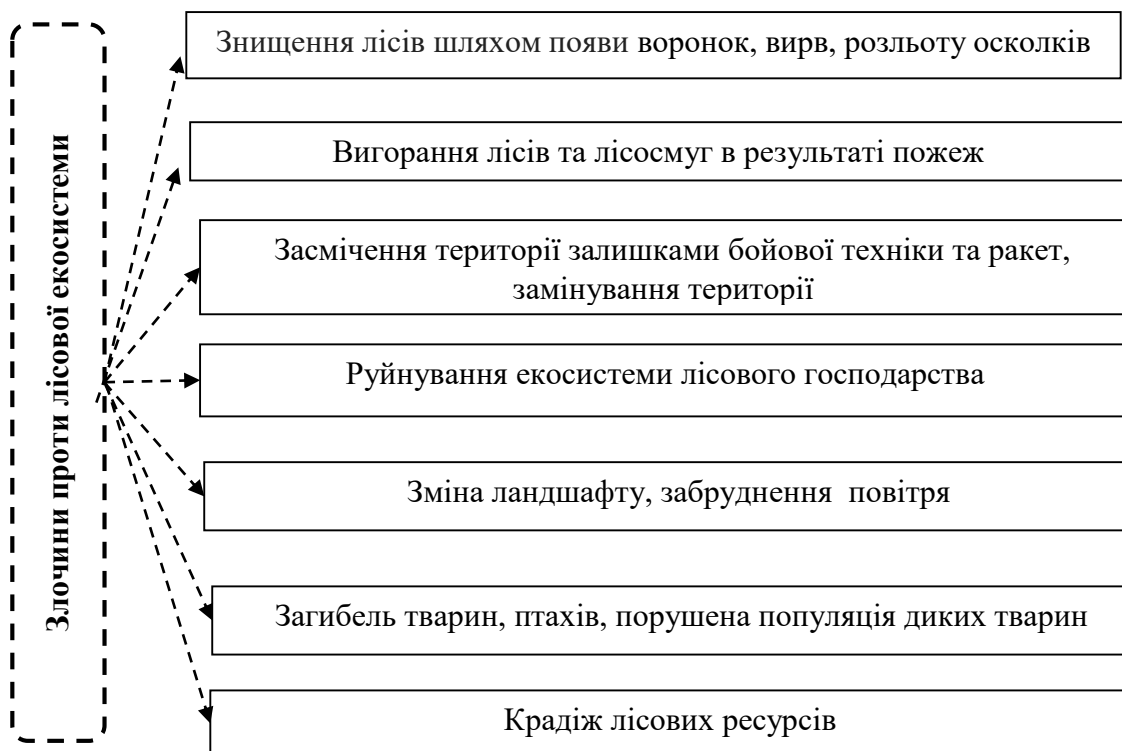 Злочини проти лісової екосистеми
Знищення лісів шляхом появи воронок, вирв, розльоту осколків
Вигорання лісів та лісосмуг в результаті пожеж
Засмічення території залишками бойової техніки та ракет,
замінування території
Руйнування екосистеми лісового господарства
Зміна ландшафту, забруднення повітря
Загибель тварин, птахів, порушена популяція диких тварин
Крадіж лісових ресурсів